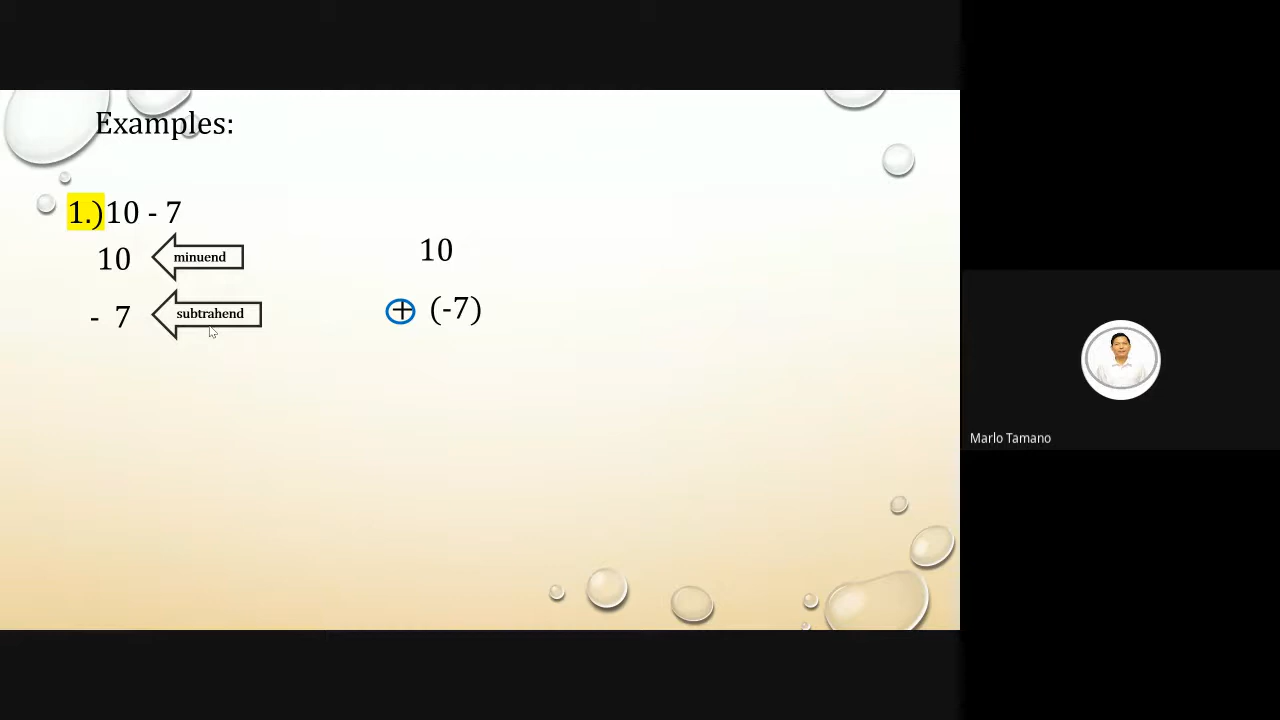 Examples:
1.)10 - 7
10 minuend
- 7 subtrahend
10
+ (-7)
Marlo Tamano